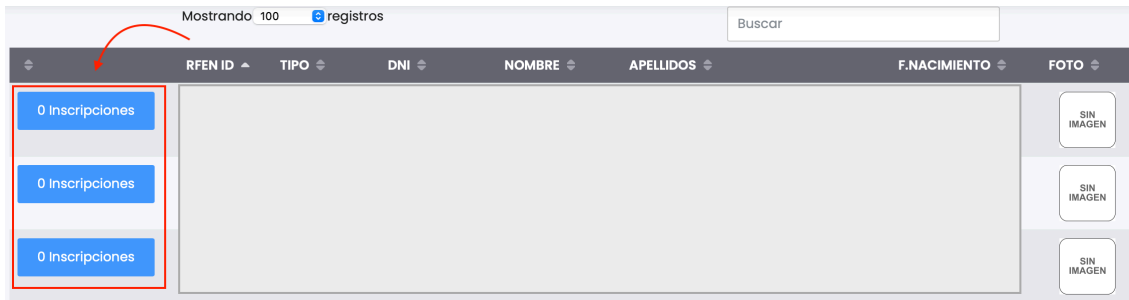 Mostrando 100 registros
Buscar
RFEN ID TIPO DNI NOMBRE APELLIDOS F.NACIMIENTO FOTO
0 Inscripciones
SIN
IMAGEN
0 Inscripciones
SIN
IMAGEN
0 Inscripciones
SIN
IMAGEN